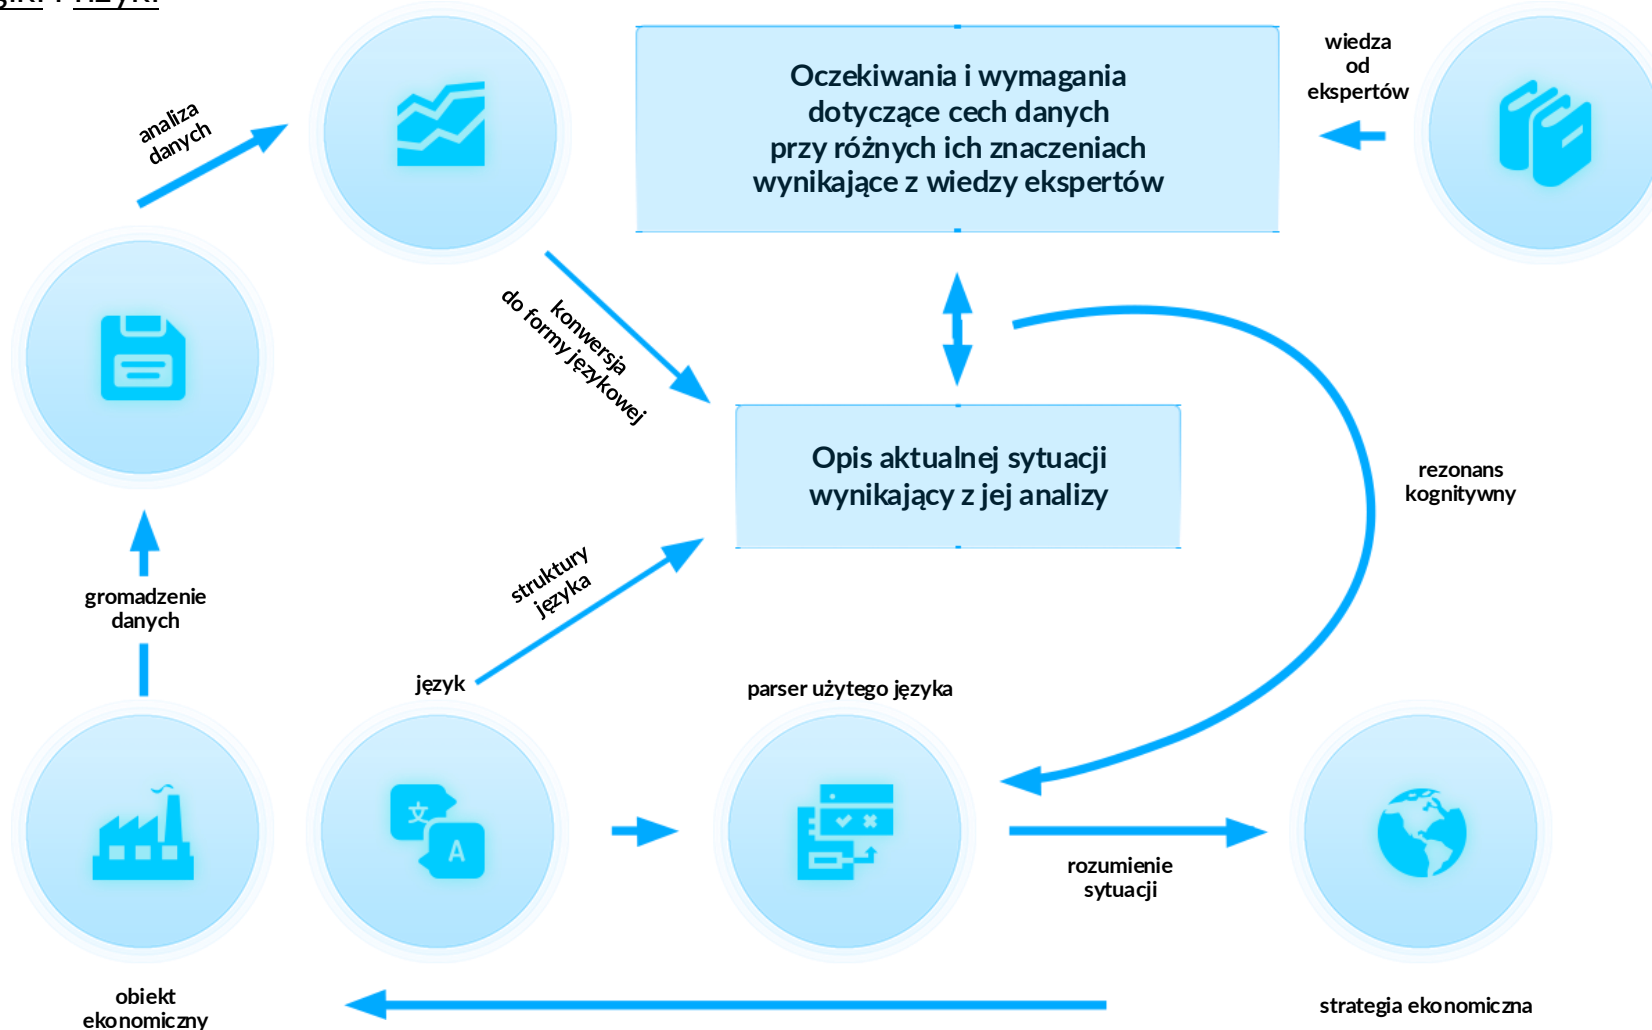 analiza
danych
Oczekiwania i wymagania
dotyczące cech danych
przy różnych ich znaczeniach
wynikające z wiedzy ekspertów
wiedza
od
ekspertów
konwersja
do formy językowej
Opis aktualnej sytuacji
wynikający z jej analizy
rezonans
kognitywny
gromadzenie
danych
struktury
języka
język
parser użytego języka
文
A
rozumienie
sytuacji
obiekt
ekonomiczny
strategia ekonomiczna